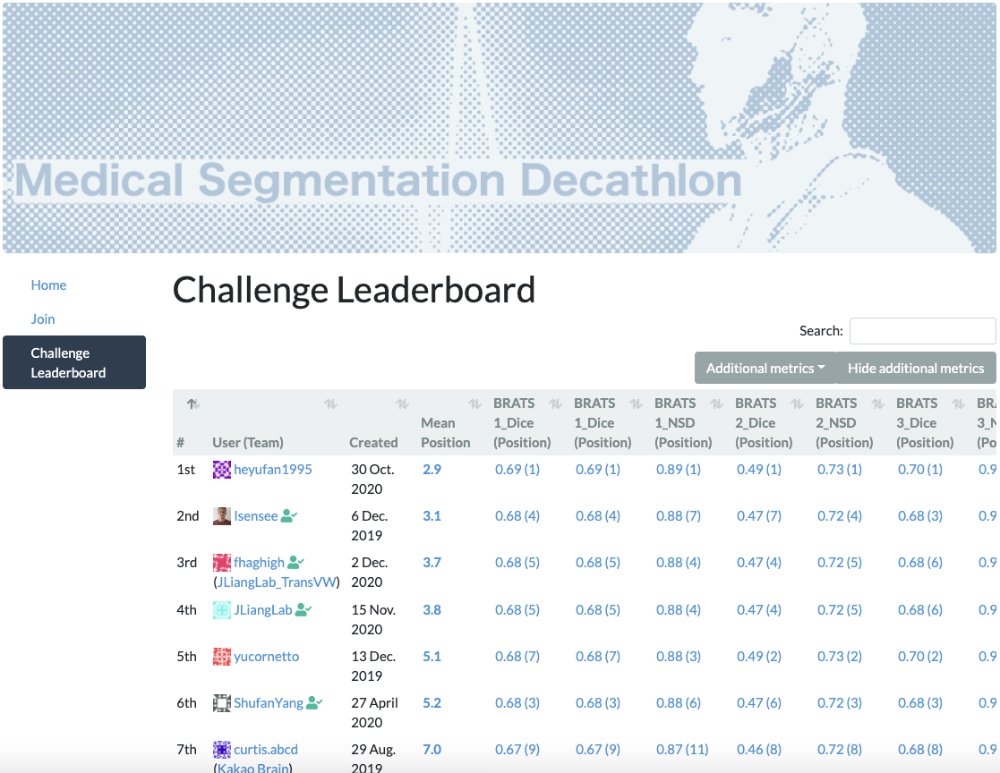 Medical Segmentation Decathlon
Home
Join
Challenge
Leaderboard
Challenge Leaderboard
Search:
Additional metrics
Hide additional metrics
# User (Team) Created Mean Position BRATS 1_Dice (Position) BRATS 1_Dice (Position) BRATS 1_NSD (Position) BRATS 2_Dice (Position) BRATS 2_NSD (Position) BRATS 3_Dice (Position)
1st heyufan1995 30 Oct. 2020 2.9 0.69 (1) 0.69 (1) 0.89 (1) 0.49 (1) 0.73 (1) 0.70 (1) 0.9
2nd Isensee 6 Dec. 2019 3.1 0.68 (4) 0.68 (4) 0.88 (7) 0.47 (7) 0.72 (4) 0.68 (3) 0.9
3rd fhaghigh (JLiangLab_TransVW) 2 Dec. 2020 3.7 0.68 (5) 0.68 (5) 0.88 (4) 0.47 (4) 0.72 (5) 0.68 (6) 0.9
4th JLiangLab 15 Nov. 2020 3.8 0.68 (5) 0.68 (5) 0.88 (4) 0.47 (4) 0.72 (5) 0.68 (6) 0.9
5th yucornetto 13 Dec. 2019 5.1 0.68 (7) 0.68 (7) 0.88 (3) 0.49 (2) 0.73 (2) 0.70 (2) 0.9
6th ShufanYang 27 April 2020 5.2 0.68 (3) 0.68 (3) 0.88 (6) 0.47 (6) 0.72 (3) 0.68 (3) 0.9
7th curtis.abcd (Kakao Brain) 29 Aug. 2019 7.0 0.67 (9) 0.67 (9) 0.87 (11) 0.46 (8) 0.72 (8) 0.68 (8) 0.9